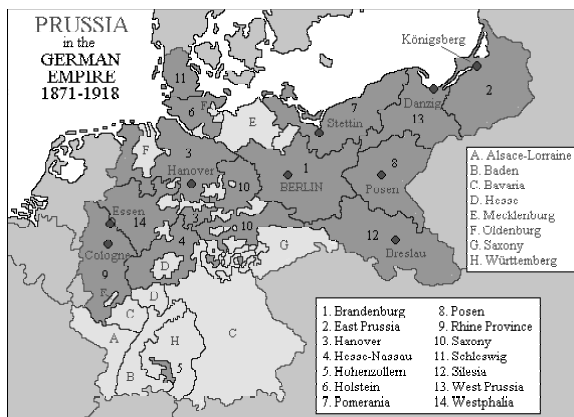 PRUSSIA
in the
GERMAN
EMPIRE
1871-1918
Königsberg
11
2
F
6
Danzig
7
13
Stettin
E
F
3
Hanover
1
BERLIN
8
Posen
10
A. Alsace-Lorraine
B. Baden
C. Bavaria
D. Hesse
E. Mecklenburg
F. Oldenburg
G. Saxony
H. Württemberg
Essen
14
3
10
4
12
Breslau
G
Cologne
D
9
F
D
C
A
H
C
B
5
1. Brandenburg
2. East Prussia
3. Hanover
4. Hesse-Nassau
5. Hohenzollern
6. Holstein
7. Pomerania
8. Posen
9. Rhine Province
10. Saxony
11. Schleswig
12. Silesia
13. West Prussia
14. Westphalia